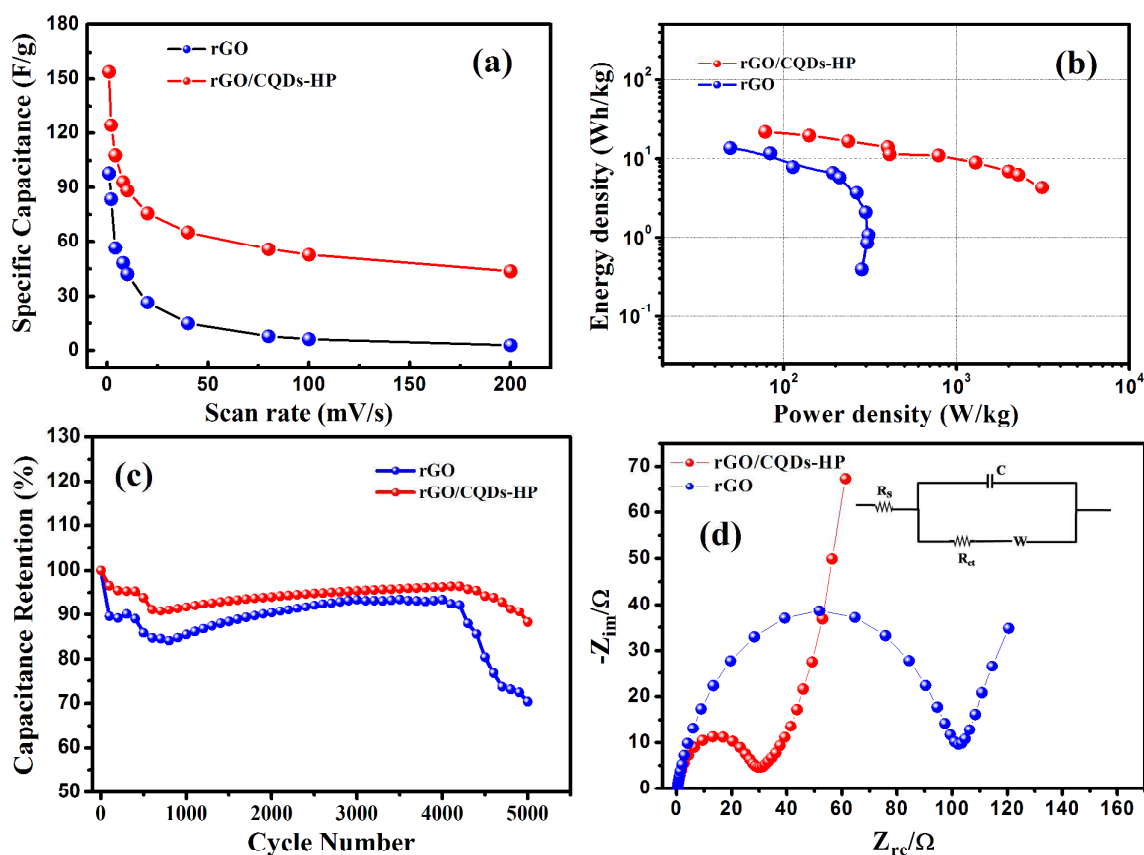 180
150
120
90
60
30
0
Specific Capacitance (F/g)
rGO
rGO/CQDs-HP
(a)
0 50 100 150 200
Scan rate (mV/s)
10²
10¹
10⁰
10⁻¹
Energy density (Wh/kg)
rGO/CQDs-HP
rGO
(b)
10² 10³ 10⁴
Power density (W/kg)
130
120
110
100
90
80
70
60
50
Capacitance Retention (%)
(c)
rGO
rGO/CQDs-HP
0 1000 2000 3000 4000 5000
Cycle Number
70
60
50
40
30
20
10
0
-Zim/Ω
rGO/CQDs-HP
rGO
(d)
Rs
C
Rct
W
0 20 40 60 80 100 120 140 160
Zre/Ω